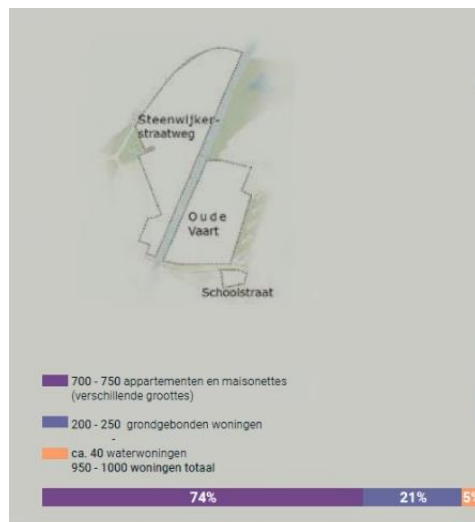 Steenwijker-
straatweg
Oude
Vaart
Schoolstraat
700 - 750 appartementen en maisonettes
(verschillende groottes)
200 - 250 grondgebonden woningen
-
ca. 40 waterwoningen
950 - 1000 woningen totaal
74% 21% 5%